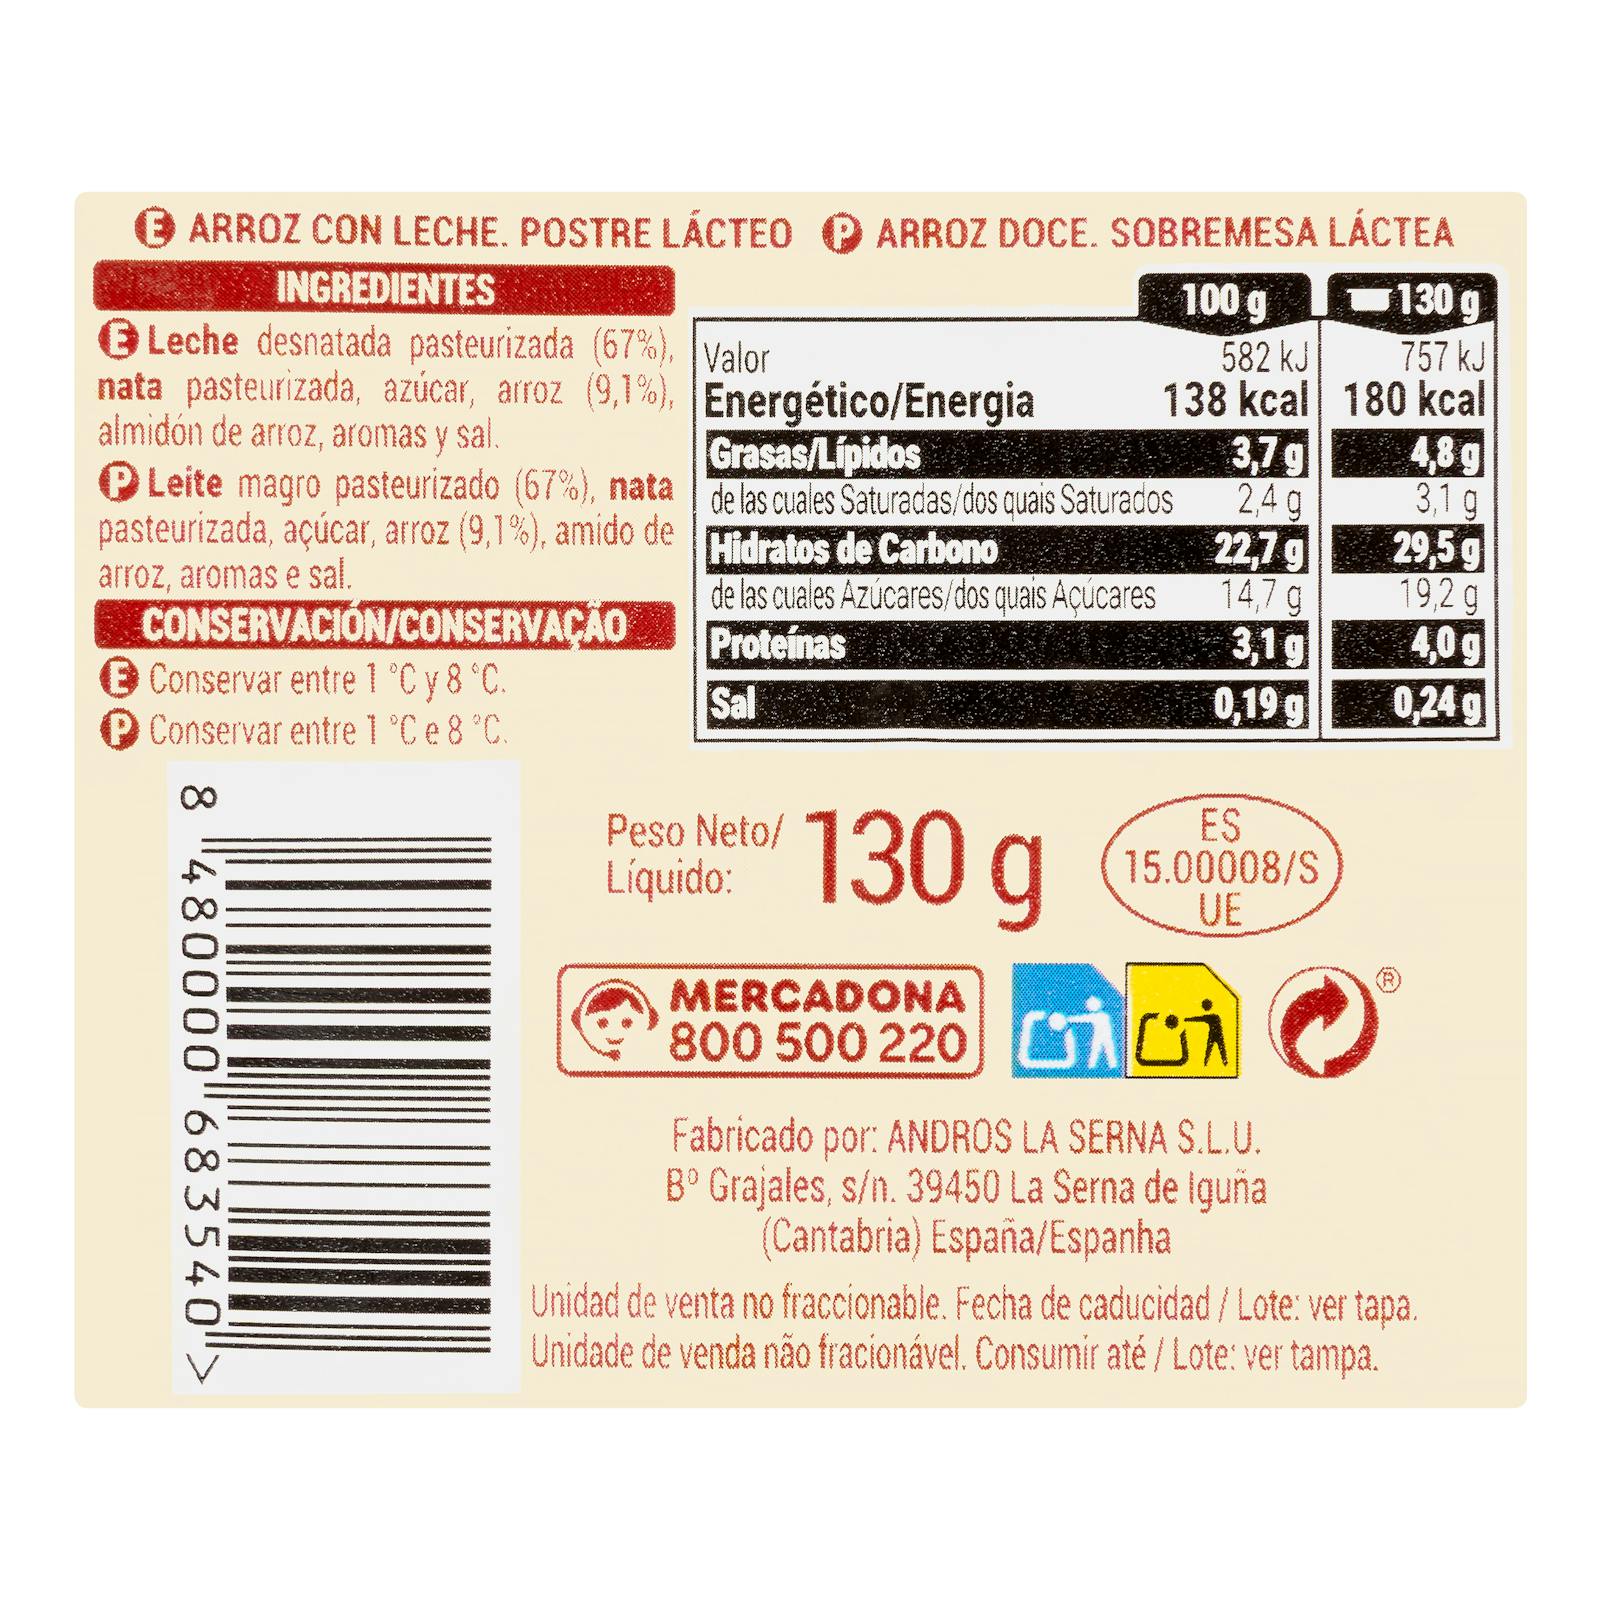 E ARROZ CON LECHE. POSTRE LÁCTEO P ARROZ DOCE. SOBREMESA LÁCTEA
INGREDIENTES
E Leche desnatada pasteurizada (67%),
nata pasteurizada, azúcar, arroz (9,1%),
almidón de arroz, aromas y sal.
P Leite magro pasteurizado (67%), nata
pasteurizada, açúcar, arroz (9,1%), amido de
arroz, aromas e sal.
CONSERVACIÓN/CONSERVAÇÃO
E Conservar entre 1 °C y 8 °C.
P Conservar entre 1 °C e 8 °C.
100 g 130 g
Valor 582 kJ 757 kJ
Energético/Energia 138 kcal 180 kcal
Grasas/Lípidos 3,7 g 4,8 g
de las cuales Saturadas/dos quais Saturados 2,4 g 3,1 g
Hidratos de Carbono 22,7 g 29,5 g
de las cuales Azúcares/dos quais Açúcares 14,7 g 19,2 g
Proteínas 3,1 g 4,0 g
Sal 0,19 g 0,24 g
8 480000 683540 >
Peso Neto/
Líquido: 130 g
ES
15.00008/S
UE
MERCADONA
800 500 220
®
Fabricado por: ANDROS LA SERNA S.L.U.
Bº Grajales, s/n. 39450 La Serna de Iguña
(Cantabria) España/Espanha
Unidad de venta no fraccionable. Fecha de caducidad / Lote: ver tapa.
Unidade de venda não fracionável. Consumir até / Lote: ver tampa.